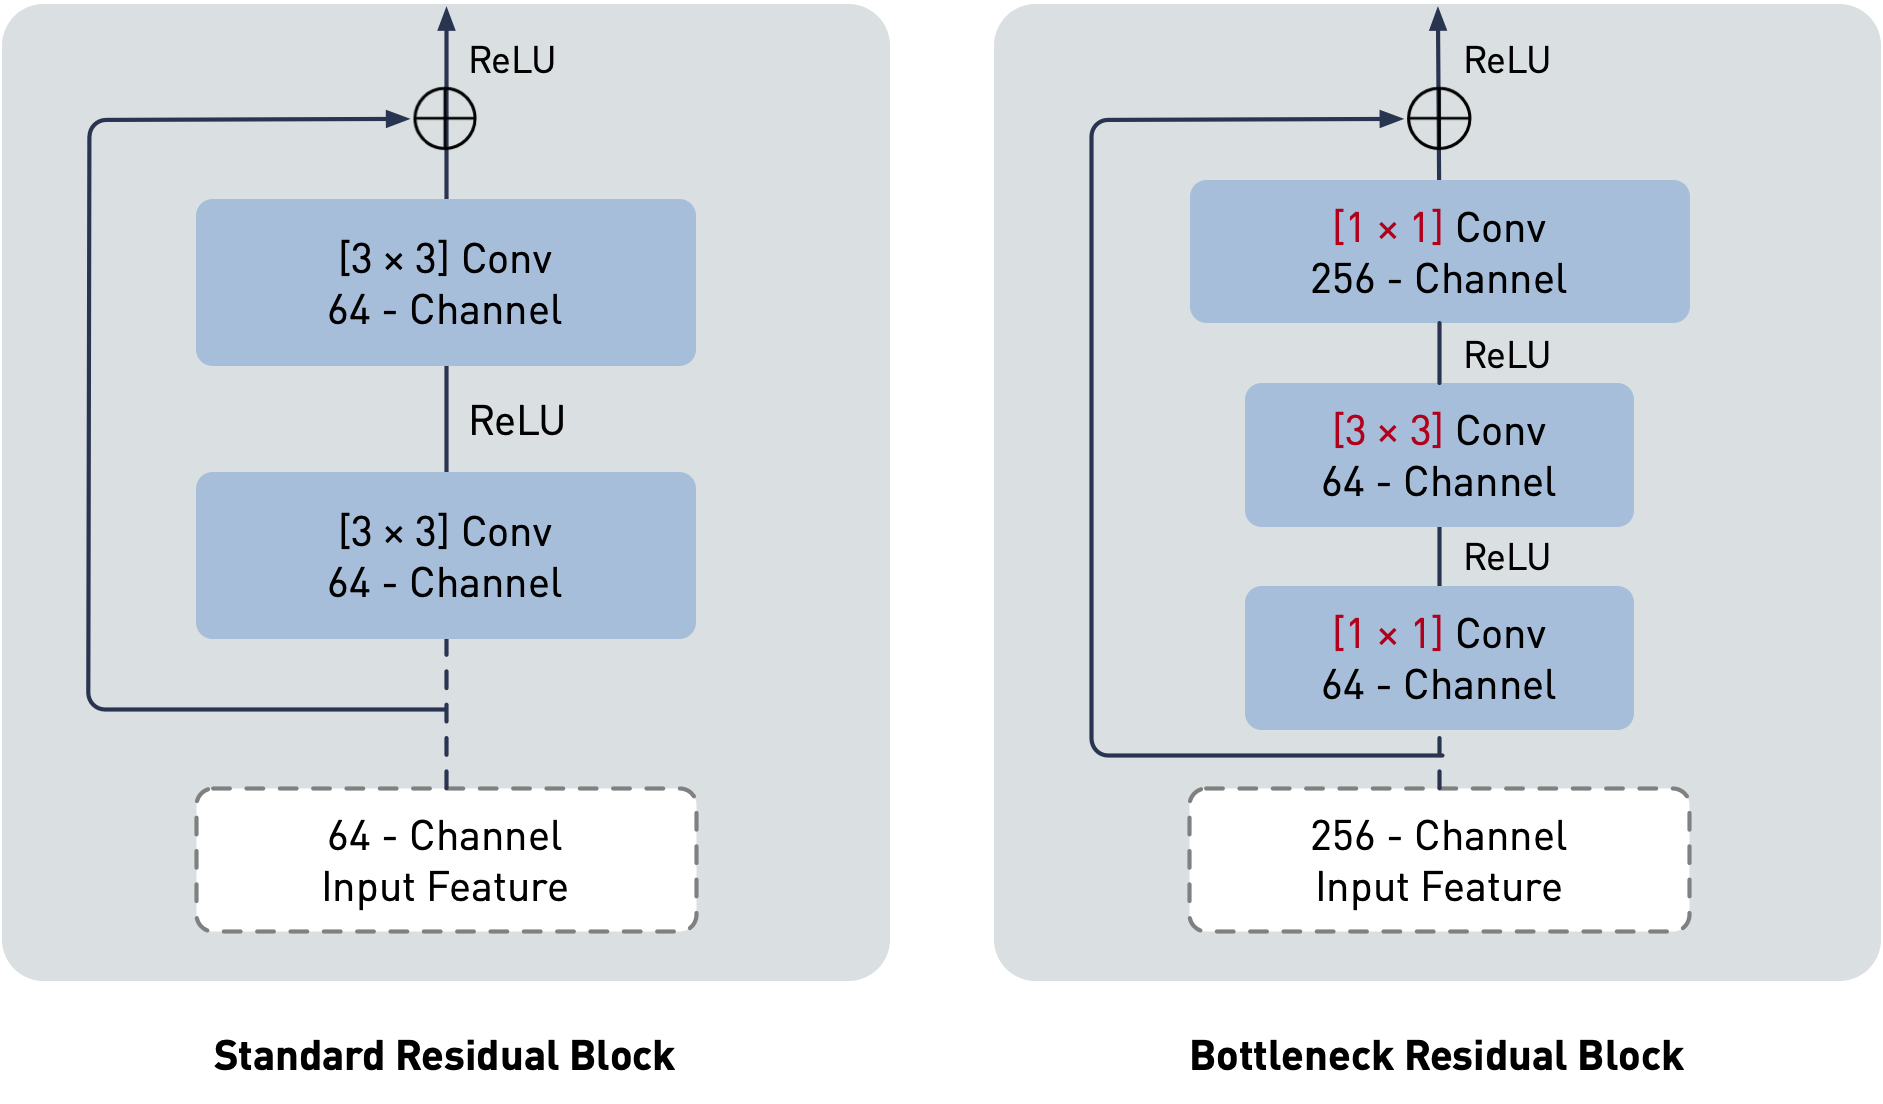 ReLU
[3 × 3] Conv
64 - Channel
ReLU
[3 × 3] Conv
64 - Channel
64 - Channel
Input Feature
Standard Residual Block
ReLU
[1 × 1] Conv
256 - Channel
ReLU
[3 × 3] Conv
64 - Channel
ReLU
[1 × 1] Conv
64 - Channel
256 - Channel
Input Feature
Bottleneck Residual Block